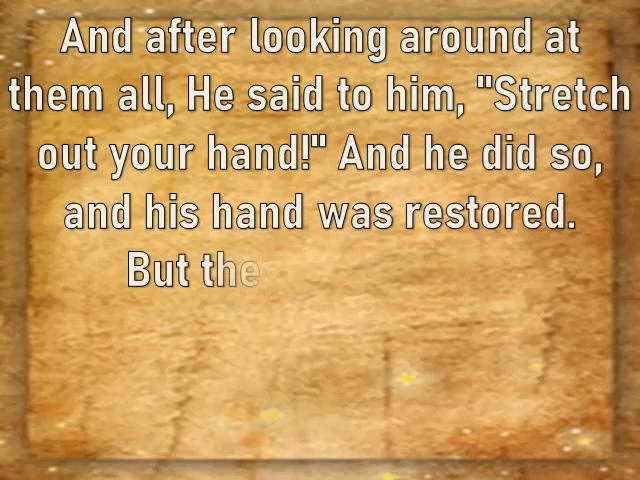 And after looking around at
them all, He said to him, "Stretch
out your hand!" And he did so,
and his hand was restored.
But the